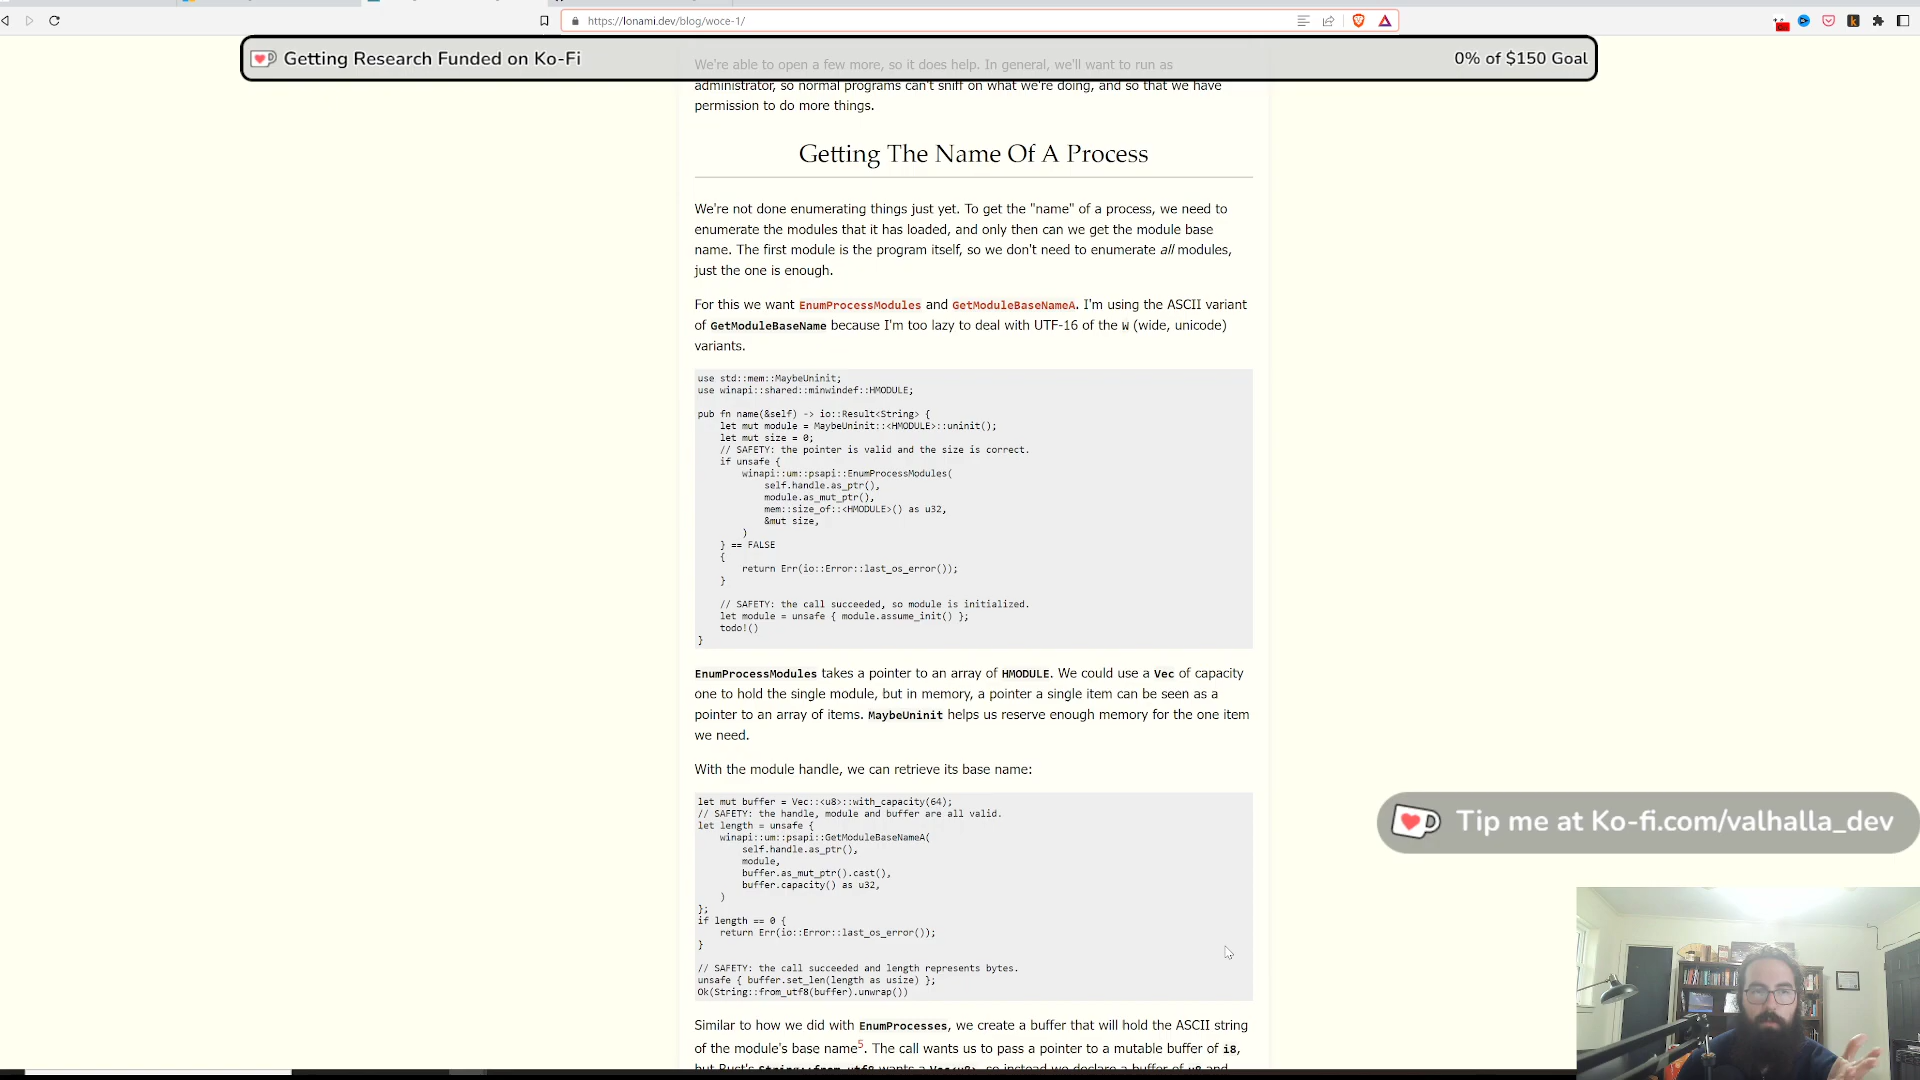 https://lonami.dev/blog/woce-1/
Getting Research Funded on Ko-Fi
0% of $150 Goal
We're able to open a few more, so it does help. In general, we'll want to run as
administrator, so normal programs can't sniff on what we're doing, and so that we have
permission to do more things.
Getting The Name Of A Process
We're not done enumerating things just yet. To get the "name" of a process, we need to
enumerate the modules that it has loaded, and only then can we get the module base
name. The first module is the program itself, so we don't need to enumerate all modules,
just the one is enough.
For this we want EnumProcessModules and GetModuleBaseNameA. I'm using the ASCII variant
of GetModuleBaseName because I'm too lazy to deal with UTF-16 of the W (wide, unicode)
variants.
use std::mem::MaybeUninit;
use winapi::shared::minwindef::HMODULE;
pub fn name(&self) -> io::Result<String> {
let mut module = MaybeUninit::<HMODULE>::uninit();
let mut size = 0;
// SAFETY: the pointer is valid and the size is correct.
if unsafe {
winapi::um::psapi::EnumProcessModules(
self.handle.as_ptr(),
module.as_mut_ptr(),
mem::size_of::<HMODULE>() as u32,
&mut size,
)
} == FALSE
{
return Err(io::Error::last_os_error());
}
// SAFETY: the call succeeded, so module is initialized.
let module = unsafe { module.assume_init() };
todo!()
}
EnumProcessModules takes a pointer to an array of HMODULE. We could use a Vec of capacity
one to hold the single module, but in memory, a pointer a single item can be seen as a
pointer to an array of items. MaybeUninit helps us reserve enough memory for the one item
we need.
With the module handle, we can retrieve its base name:
let mut buffer = Vec::<u8>::with_capacity(64);
// SAFETY: the handle, module and buffer are all valid.
let length = unsafe {
winapi::um::psapi::GetModuleBaseNameA(
self.handle.as_ptr(),
module,
buffer.as_mut_ptr().cast(),
buffer.capacity() as u32,
)
};
if length == 0 {
return Err(io::Error::last_os_error());
}
// SAFETY: the call succeeded and length represents bytes.
unsafe { buffer.set_len(length as usize) };
Ok(String::from_utf8(buffer).unwrap())
Tip me at Ko-fi.com/valhalla_dev
Similar to how we did with EnumProcesses, we create a buffer that will hold the ASCII string
of the module's base name5. The call wants us to pass a pointer to a mutable buffer of i8,
but Rust's String::from_utf8 wants a Vec<u8>, so instead we declare a buffer of u8 and